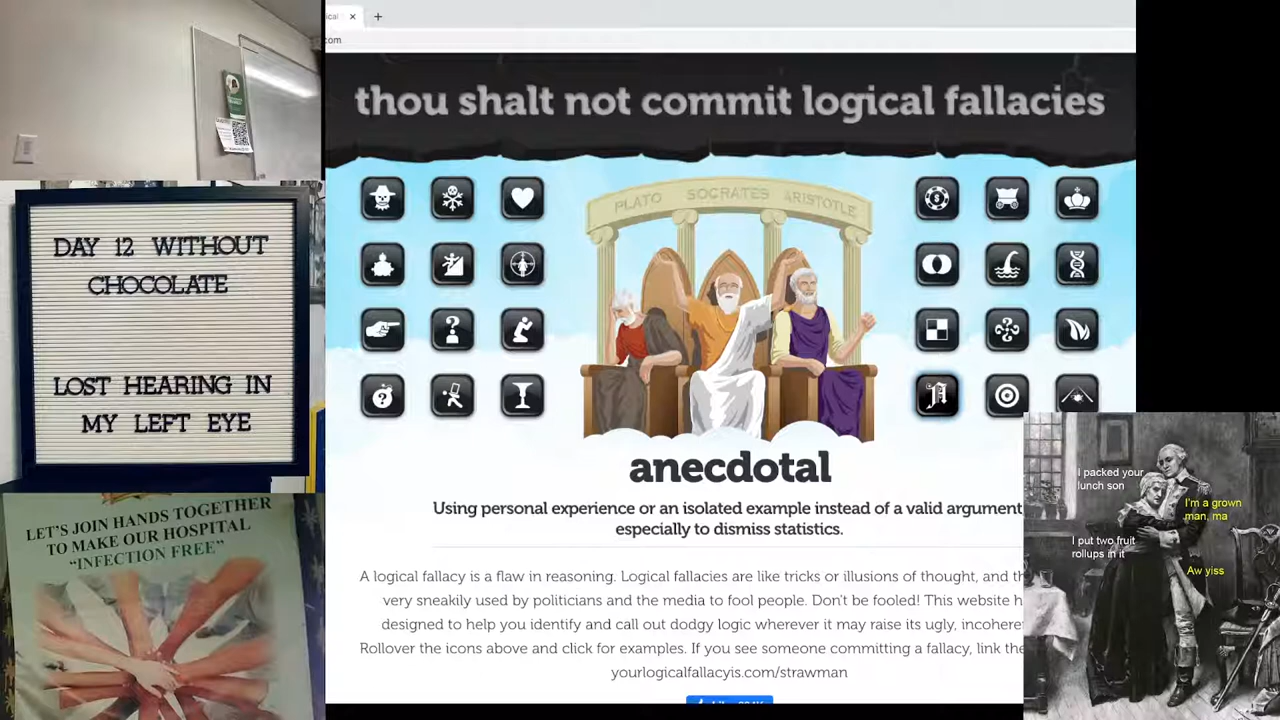 ical
com
thou shalt not commit logical fallacies
PLATO SOCRATES ARISTOTLE
anecdotal
Using personal experience or an isolated example instead of a valid argument
especially to dismiss statistics.
A logical fallacy is a flaw in reasoning. Logical fallacies are like tricks or illusions of thought, and th
very sneakily used by politicians and the media to fool people. Don't be fooled! This website h
designed to help you identify and call out dodgy logic wherever it may raise its ugly, incohere
Rollover the icons above and click for examples. If you see someone committing a fallacy, link the
yourlogicalfallacyis.com/strawman
DAY 12 WITHOUT
CHOCOLATE
LOST HEARING IN
MY LEFT EYE
LET'S JOIN HANDS TOGETHER
TO MAKE OUR HOSPITAL
"INFECTION FREE"
I packed your
lunch son
I'm a grown
man, ma
I put two fruit
rollups in it
Aw yiss